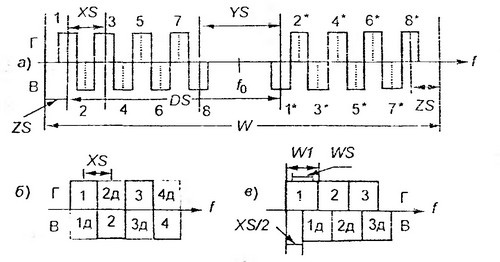 1 XS 3 5 7 YS 2* 4* 6* 8*
Г
а) f
В f₀
2 4 6 DS 8 1* 3* 5* 7* ZS
ZS
W
XS W1 WS
б) Г 1 2д 3 4д f
В 1д 2 3д 4
в) 1 2 3 Г f
XS/2 1д 2д 3д В